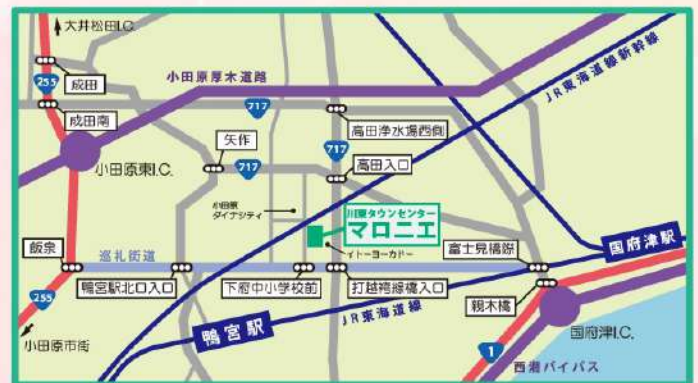 大井松田I.C.
255
成田
小田原厚木道路
JR東海道線新幹線
成田南
717
高田浄水場西側
矢作
717
717
高田入口
小田原東I.C.
小田原
ダイナシティ
川東タウンセンター
マロニエ
イトーヨーカドー
飯泉
巡礼街道
富士見橋際
国府津駅
鴨宮駅北口入口
下府中小学校前
打越跨線橋入口
親木橋
255
鴨宮駅
JR東海道線
国府津I.C.
小田原市街
1
西湘バイパス